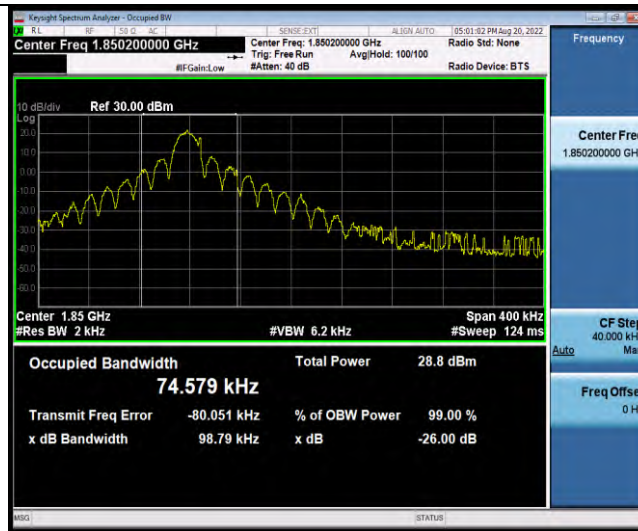 Keysight Spectrum Analyzer - Occupied BW
RL RF 50 Ω AC SENSE:EXT ALIGN AUTO 05:01:02 PM Aug 20, 2022
Center Freq 1.850200000 GHz
Center Freq: 1.850200000 GHz
Radio Std: None
Trig: Free Run Avg|Hold: 100/100
#IFGain:Low
#Atten: 40 dB
Radio Device: BTS
Frequency
10 dB/div Ref 30.00 dBm
Log
20.0
10.0
0.00
-10.0
-20.0
-30.0
-40.0
-50.0
-60.0
Center Fre
1.850200000 GH
Center 1.85 GHz Span 400 kHz
#Res BW 2 kHz #VBW 6.2 kHz #Sweep 124 ms
CF Ste
40.000 kH
Auto Ma
Occupied Bandwidth Total Power 28.8 dBm
74.579 kHz
Transmit Freq Error -80.051 kHz % of OBW Power 99.00 %
x dB Bandwidth 98.79 kHz x dB -26.00 dB
Freq Offse
0 H
MSG STATUS